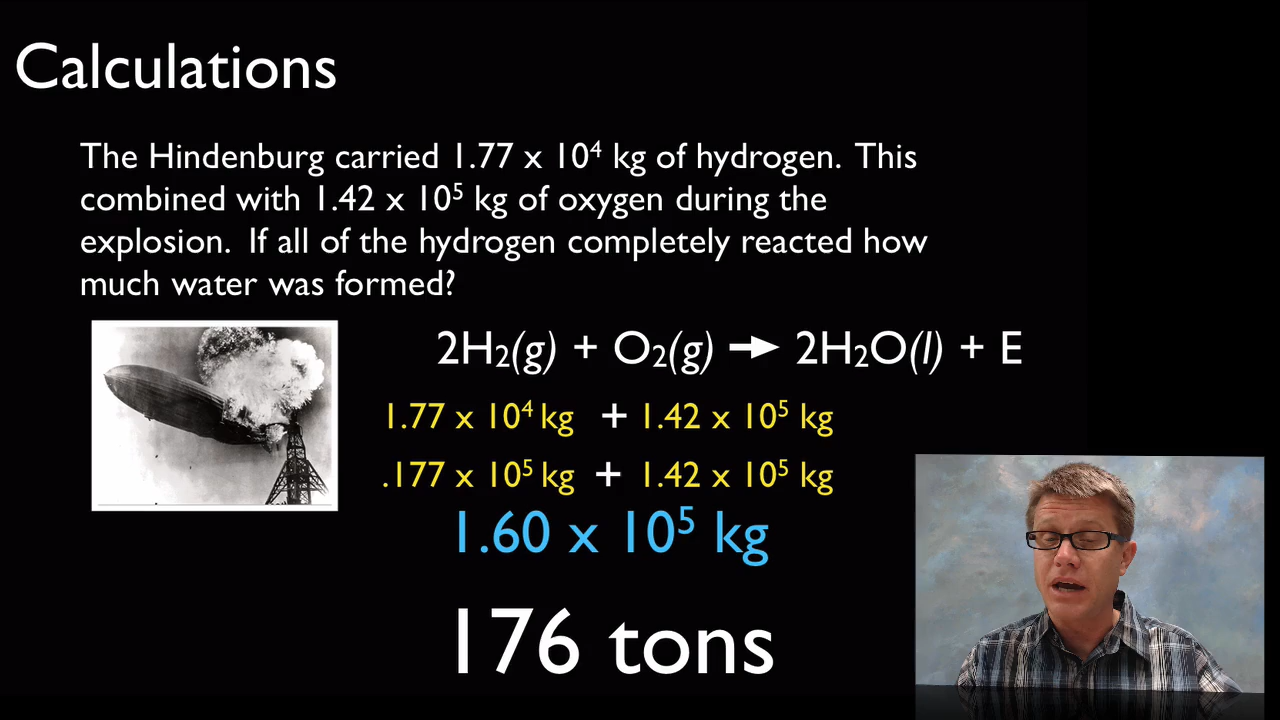 Calculations
The Hindenburg carried 1.77 x 10⁴ kg of hydrogen. This
combined with 1.42 x 10⁵ kg of oxygen during the
explosion. If all of the hydrogen completely reacted how
much water was formed?
2H₂(g) + O₂(g) → 2H₂O(l) + E
1.77 x 10⁴ kg + 1.42 x 10⁵ kg
.177 x 10⁵ kg + 1.42 x 10⁵ kg
1.60 x 10⁵ kg
176 tons